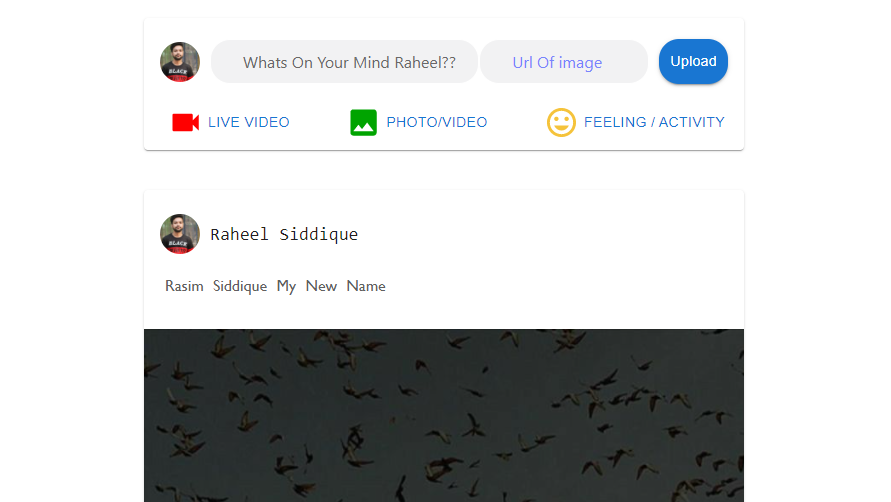 Whats On Your Mind Raheel?? Url Of image Upload
LIVE VIDEO PHOTO/VIDEO FEELING / ACTIVITY
Raheel Siddique
Rasim Siddique My New Name